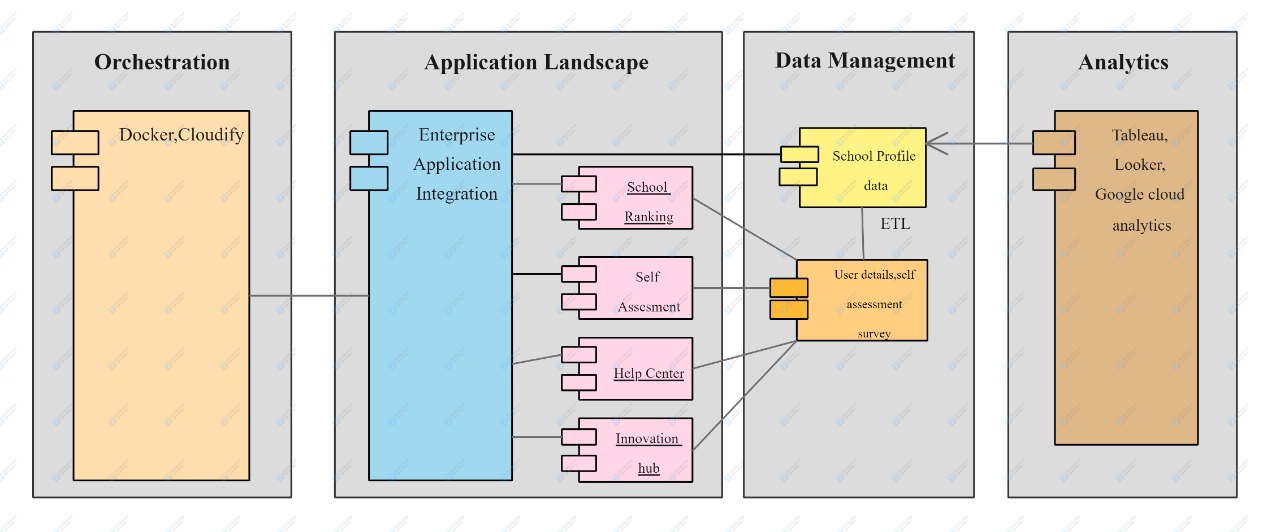 Orchestration
Docker,Cloudify
Application Landscape
Enterprise
Application
Integration
School
Ranking
Self
Assesment
Help Center
Innovation
hub
Data Management
School Profile
data
ETL
User details,self
assessment
survey
Analytics
Tableau,
Looker,
Google cloud
analytics